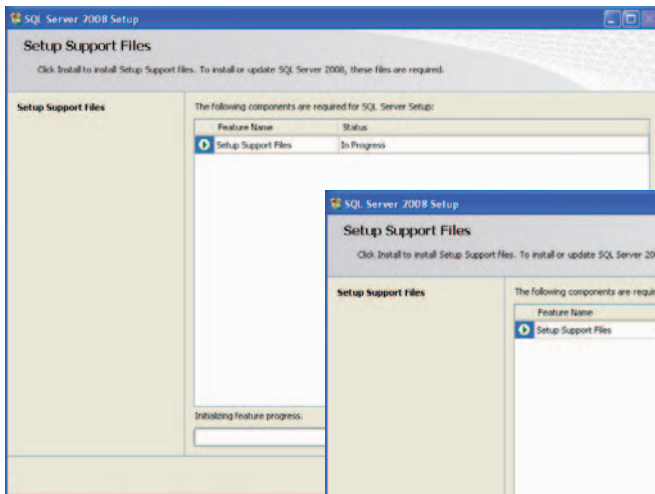 SQL Server 2008 Setup
Setup Support Files
Click Install to install Setup Support files. To install or update SQL Server 2008, these files are required.
Setup Support Files
The following components are required for SQL Server Setup:
Feature Name Status
Setup Support Files In Progress
Initializing feature progress.
SQL Server 2008 Setup
Setup Support Files
Click Install to install Setup Support files. To install or update SQL Server 20
Setup Support Files
The following components are requi
Feature Name
Setup Support Files